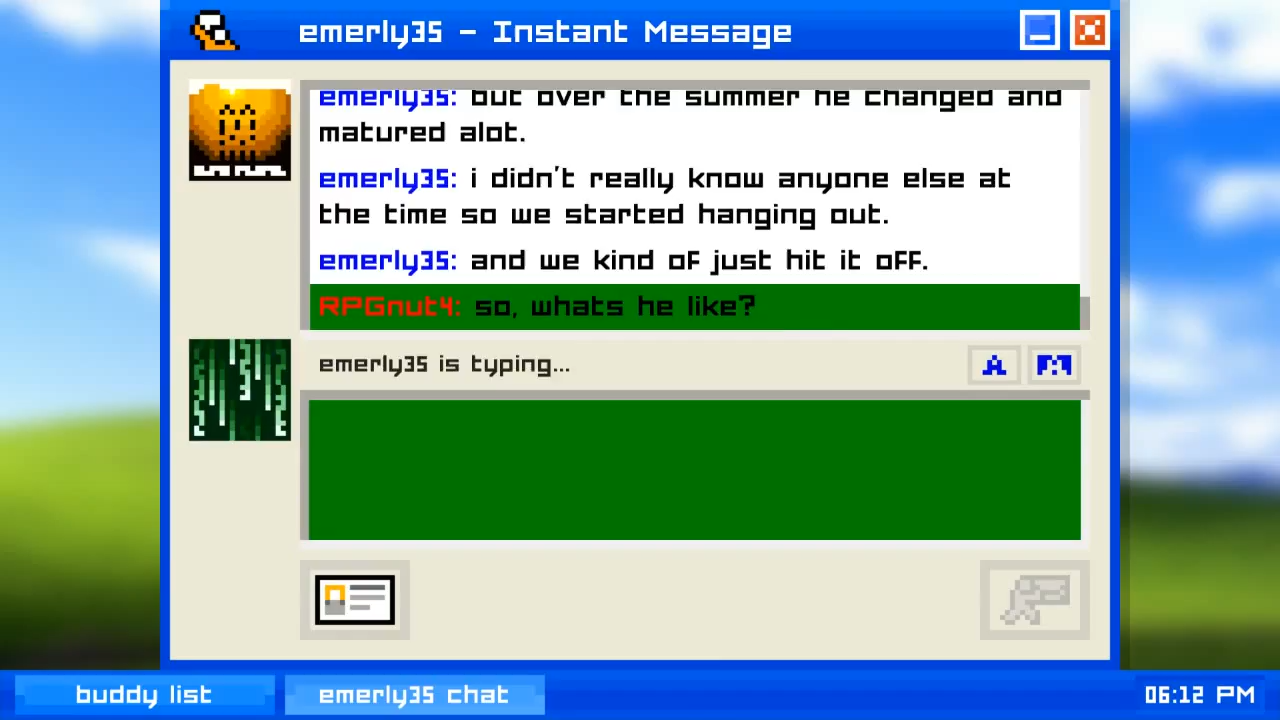 emerly35 - Instant Message
emerly35: but over the summer he changed and
matured alot.
emerly35: i didn't really know anyone else at
the time so we started hanging out.
emerly35: and we kind of just hit it off.
RPGnut4: so, whats he like?
emerly35 is typing...
A
buddy list
emerly35 chat
06:12 PM